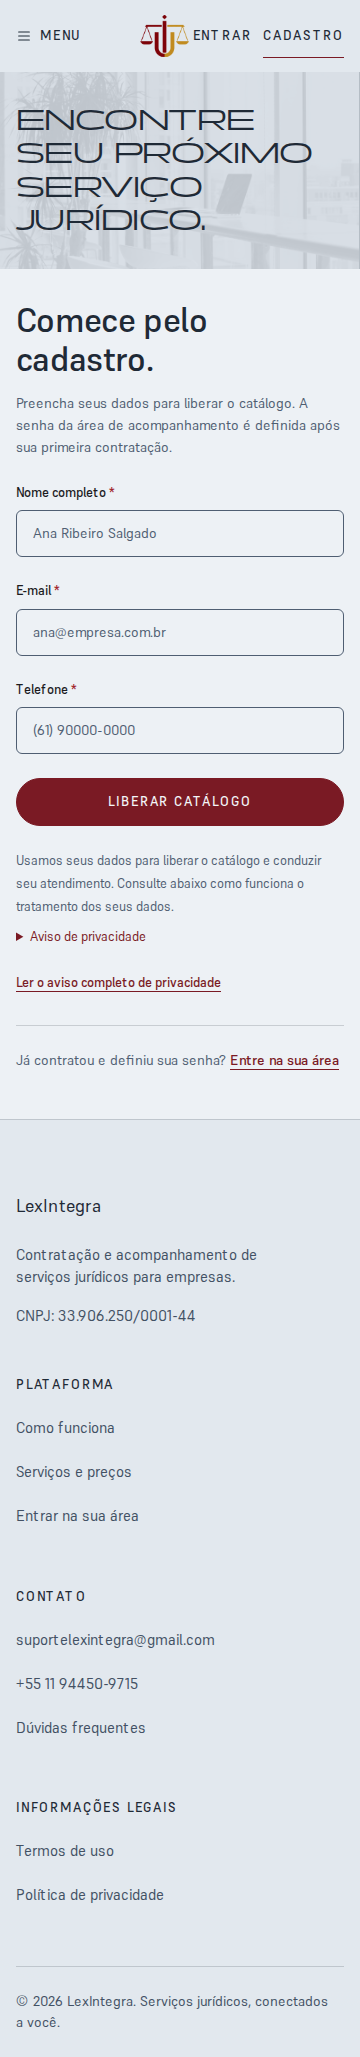 MENU
ENTRAR
CADASTRO
ENCONTRE
SEU PRÓXIMO
SERVIÇO
JURÍDICO.
Comece pelo
cadastro.
Preencha seus dados para liberar o catálogo. A
senha da área de acompanhamento é definida após
sua primeira contratação.
Nome completo *
Ana Ribeiro Salgado
E-mail *
ana@empresa.com.br
Telefone *
(61) 90000-0000
LIBERAR CATÁLOGO
Usamos seus dados para liberar o catálogo e conduzir
seu atendimento. Consulte abaixo como funciona o
tratamento dos seus dados.
Aviso de privacidade
Ler o aviso completo de privacidade
Já contratou e definiu sua senha? Entre na sua área
LexIntegra
Contratação e acompanhamento de
serviços jurídicos para empresas.
CNPJ: 33.906.250/0001-44
PLATAFORMA
Como funciona
Serviços e preços
Entrar na sua área
CONTATO
suportelexintegra@gmail.com
+55 11 94450-9715
Dúvidas frequentes
INFORMAÇÕES LEGAIS
Termos de uso
Política de privacidade
© 2026 LexIntegra. Serviços jurídicos, conectados
a você.